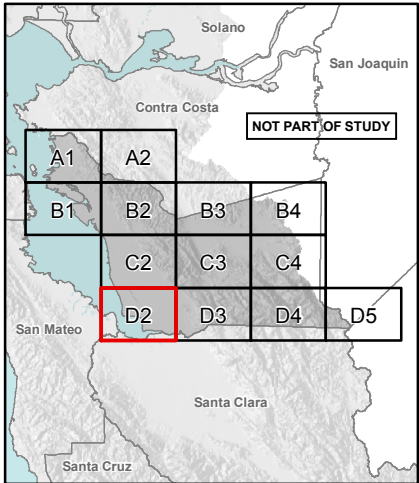 Solano
San Joaquin
Contra Costa
NOT PART OF STUDY
A1 A2
B1 B2 B3 B4
C2 C3 C4
D2 D3 D4 D5
San Mateo
Santa Clara
Santa Cruz